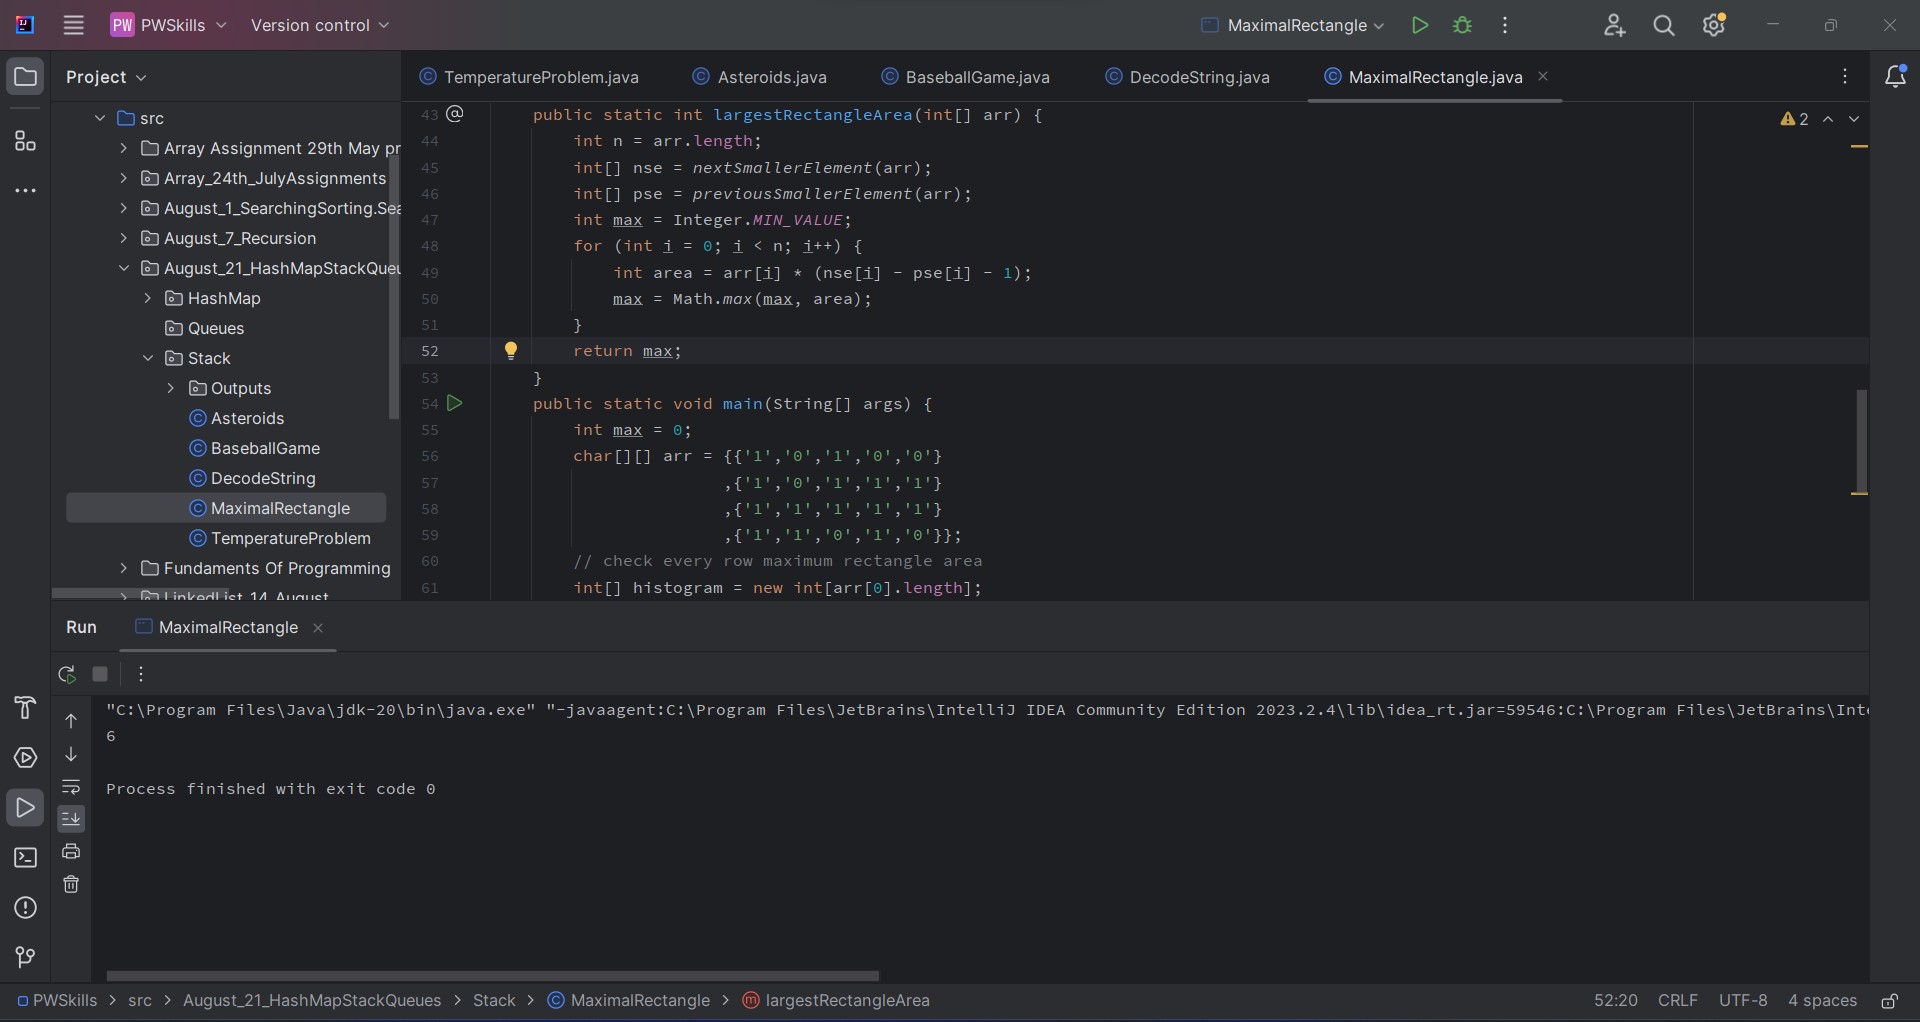 PW PWSkills Version control MaximalRectangle
Project
TemperatureProblem.java Asteroids.java BaseballGame.java DecodeString.java MaximalRectangle.java
src
Array Assignment 29th May pr
Array_24th_JulyAssignments
August_1_SearchingSorting.Sea
August_7_Recursion
August_21_HashMapStackQueu
HashMap
Queues
Stack
Outputs
Asteroids
BaseballGame
DecodeString
MaximalRectangle
TemperatureProblem
Fundaments Of Programming
LinkedList_14_August
2
43 @ public static int largestRectangleArea(int[] arr) {
44 int n = arr.length;
45 int[] nse = nextSmallerElement(arr);
46 int[] pse = previousSmallerElement(arr);
47 int max = Integer.MIN_VALUE;
48 for (int i = 0; i < n; i++) {
49 int area = arr[i] * (nse[i] - pse[i] - 1);
50 max = Math.max(max, area);
51 }
52 return max;
53 }
54 public static void main(String[] args) {
55 int max = 0;
56 char[][] arr = {{'1','0','1','0','0'}
57 ,{'1','0','1','1','1'}
58 ,{'1','1','1','1','1'}
59 ,{'1','1','0','1','0'}};
60 // check every row maximum rectangle area
61 int[] histogram = new int[arr[0].length];
Run MaximalRectangle
"C:\Program Files\Java\jdk-20\bin\java.exe" "-javaagent:C:\Program Files\JetBrains\IntelliJ IDEA Community Edition 2023.2.4\lib\idea_rt.jar=59546:C:\Program Files\JetBrains\Inte
6
Process finished with exit code 0
PWSkills > src > August_21_HashMapStackQueues > Stack > MaximalRectangle > largestRectangleArea
52:20 CRLF UTF-8 4 spaces